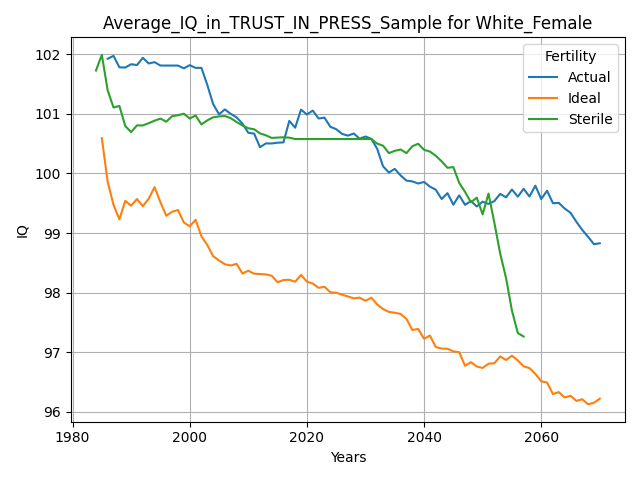 Average_IQ_in_TRUST_IN_PRESS_Sample for White_Female
Fertility
Actual
Ideal
Sterile
102
101
100
99
98
97
96
IQ
1980
2000
2020
2040
2060
Years